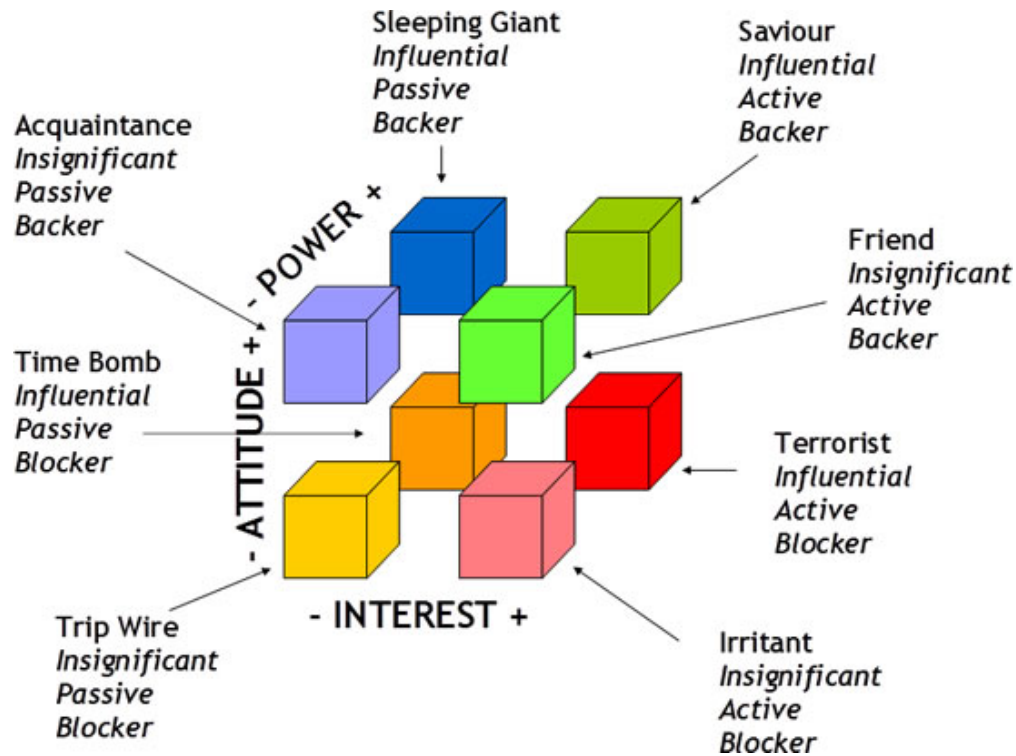 Sleeping Giant
Influential
Passive
Backer
Saviour
Influential
Active
Backer
Acquaintance
Insignificant
Passive
Backer
- POWER +
Friend
Insignificant
Active
Backer
Time Bomb
Influential
Passive
Blocker
- ATTITUDE +
Terrorist
Influential
Active
Blocker
- INTEREST +
Trip Wire
Insignificant
Passive
Blocker
Irritant
Insignificant
Active
Blocker